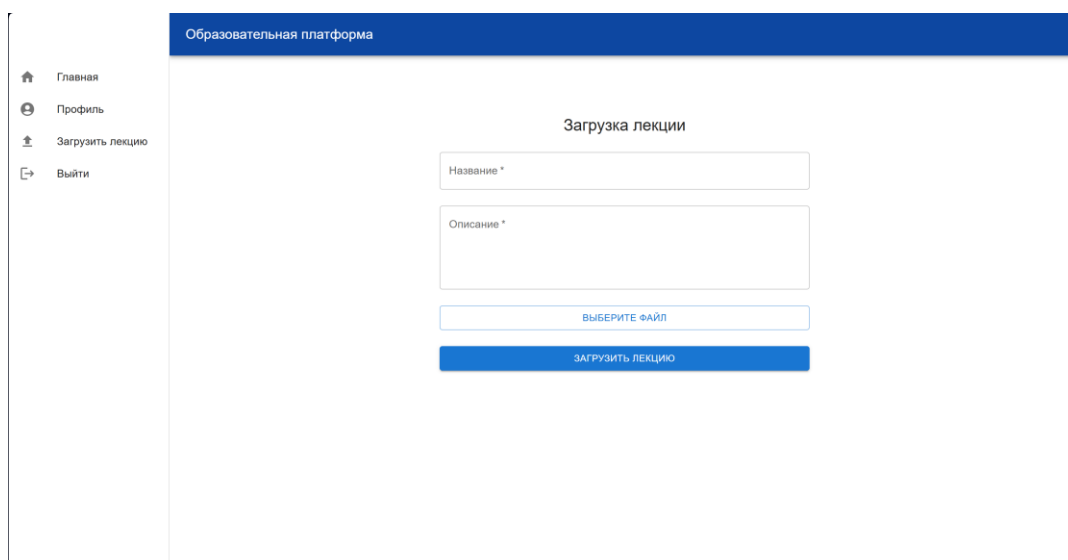 Образовательная платформа
Главная
Профиль
Загрузить лекцию
Выйти
Загрузка лекции
Название *
Описание *
ВЫБЕРИТЕ ФАЙЛ
ЗАГРУЗИТЬ ЛЕКЦИЮ